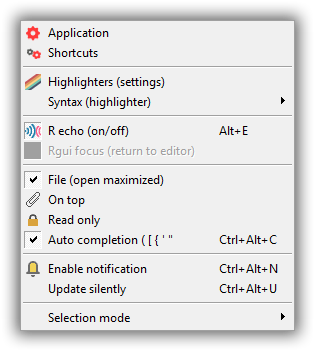 Application
Shortcuts
Highlighters (settings)
Syntax (highlighter)
R echo (on/off) Alt+E
Rgui focus (return to editor)
File (open maximized)
On top
Read only
Auto completion ( [ { ' " Ctrl+Alt+C
Enable notification Ctrl+Alt+N
Update silently Ctrl+Alt+U
Selection mode